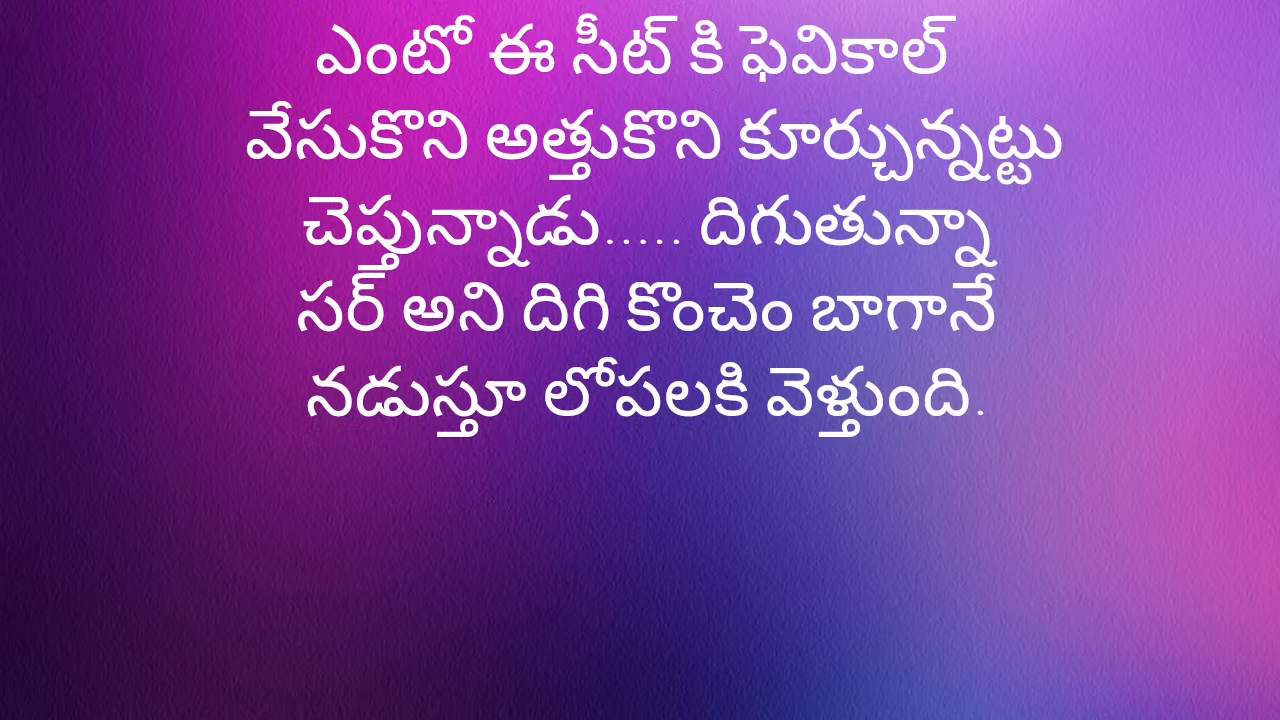 ఎంటో ఈ సీట్ కి ఫెవికాల్
వేసుకొని అత్తుకొని కూర్చున్నట్టు
చెప్తున్నాడు..... దిగుతున్నా
సర్ అని దిగి కొంచెం బాగానే
నడుస్తూ లోపలకి వెళ్తుంది.